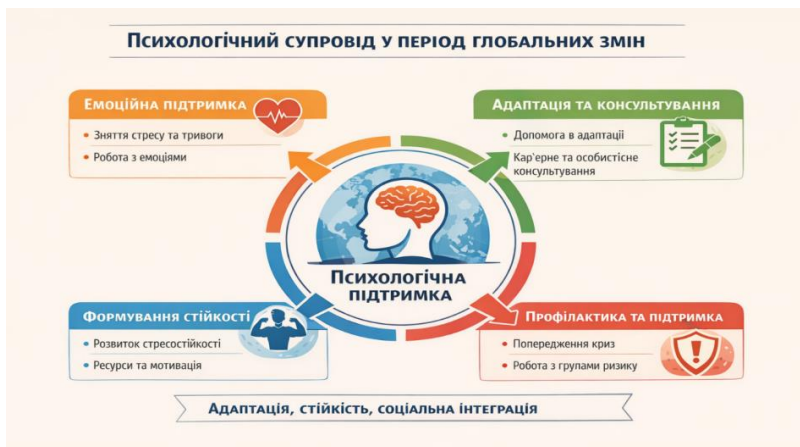 Психологічний супровід у період глобальних змін
Емоційна підтримка
• Зняття стресу та тривоги
• Робота з емоціями
Адаптація та консультування
• Допомога в адаптації
• Кар'єрне та особистісне
консультування
Психологічна
підтримка
Формування стійкості
• Розвиток стресостійкості
• Ресурси та мотивація
Профілактика та підтримка
• Попередження криз
• Робота з групами ризику
Адаптація, стійкість, соціальна інтеграція